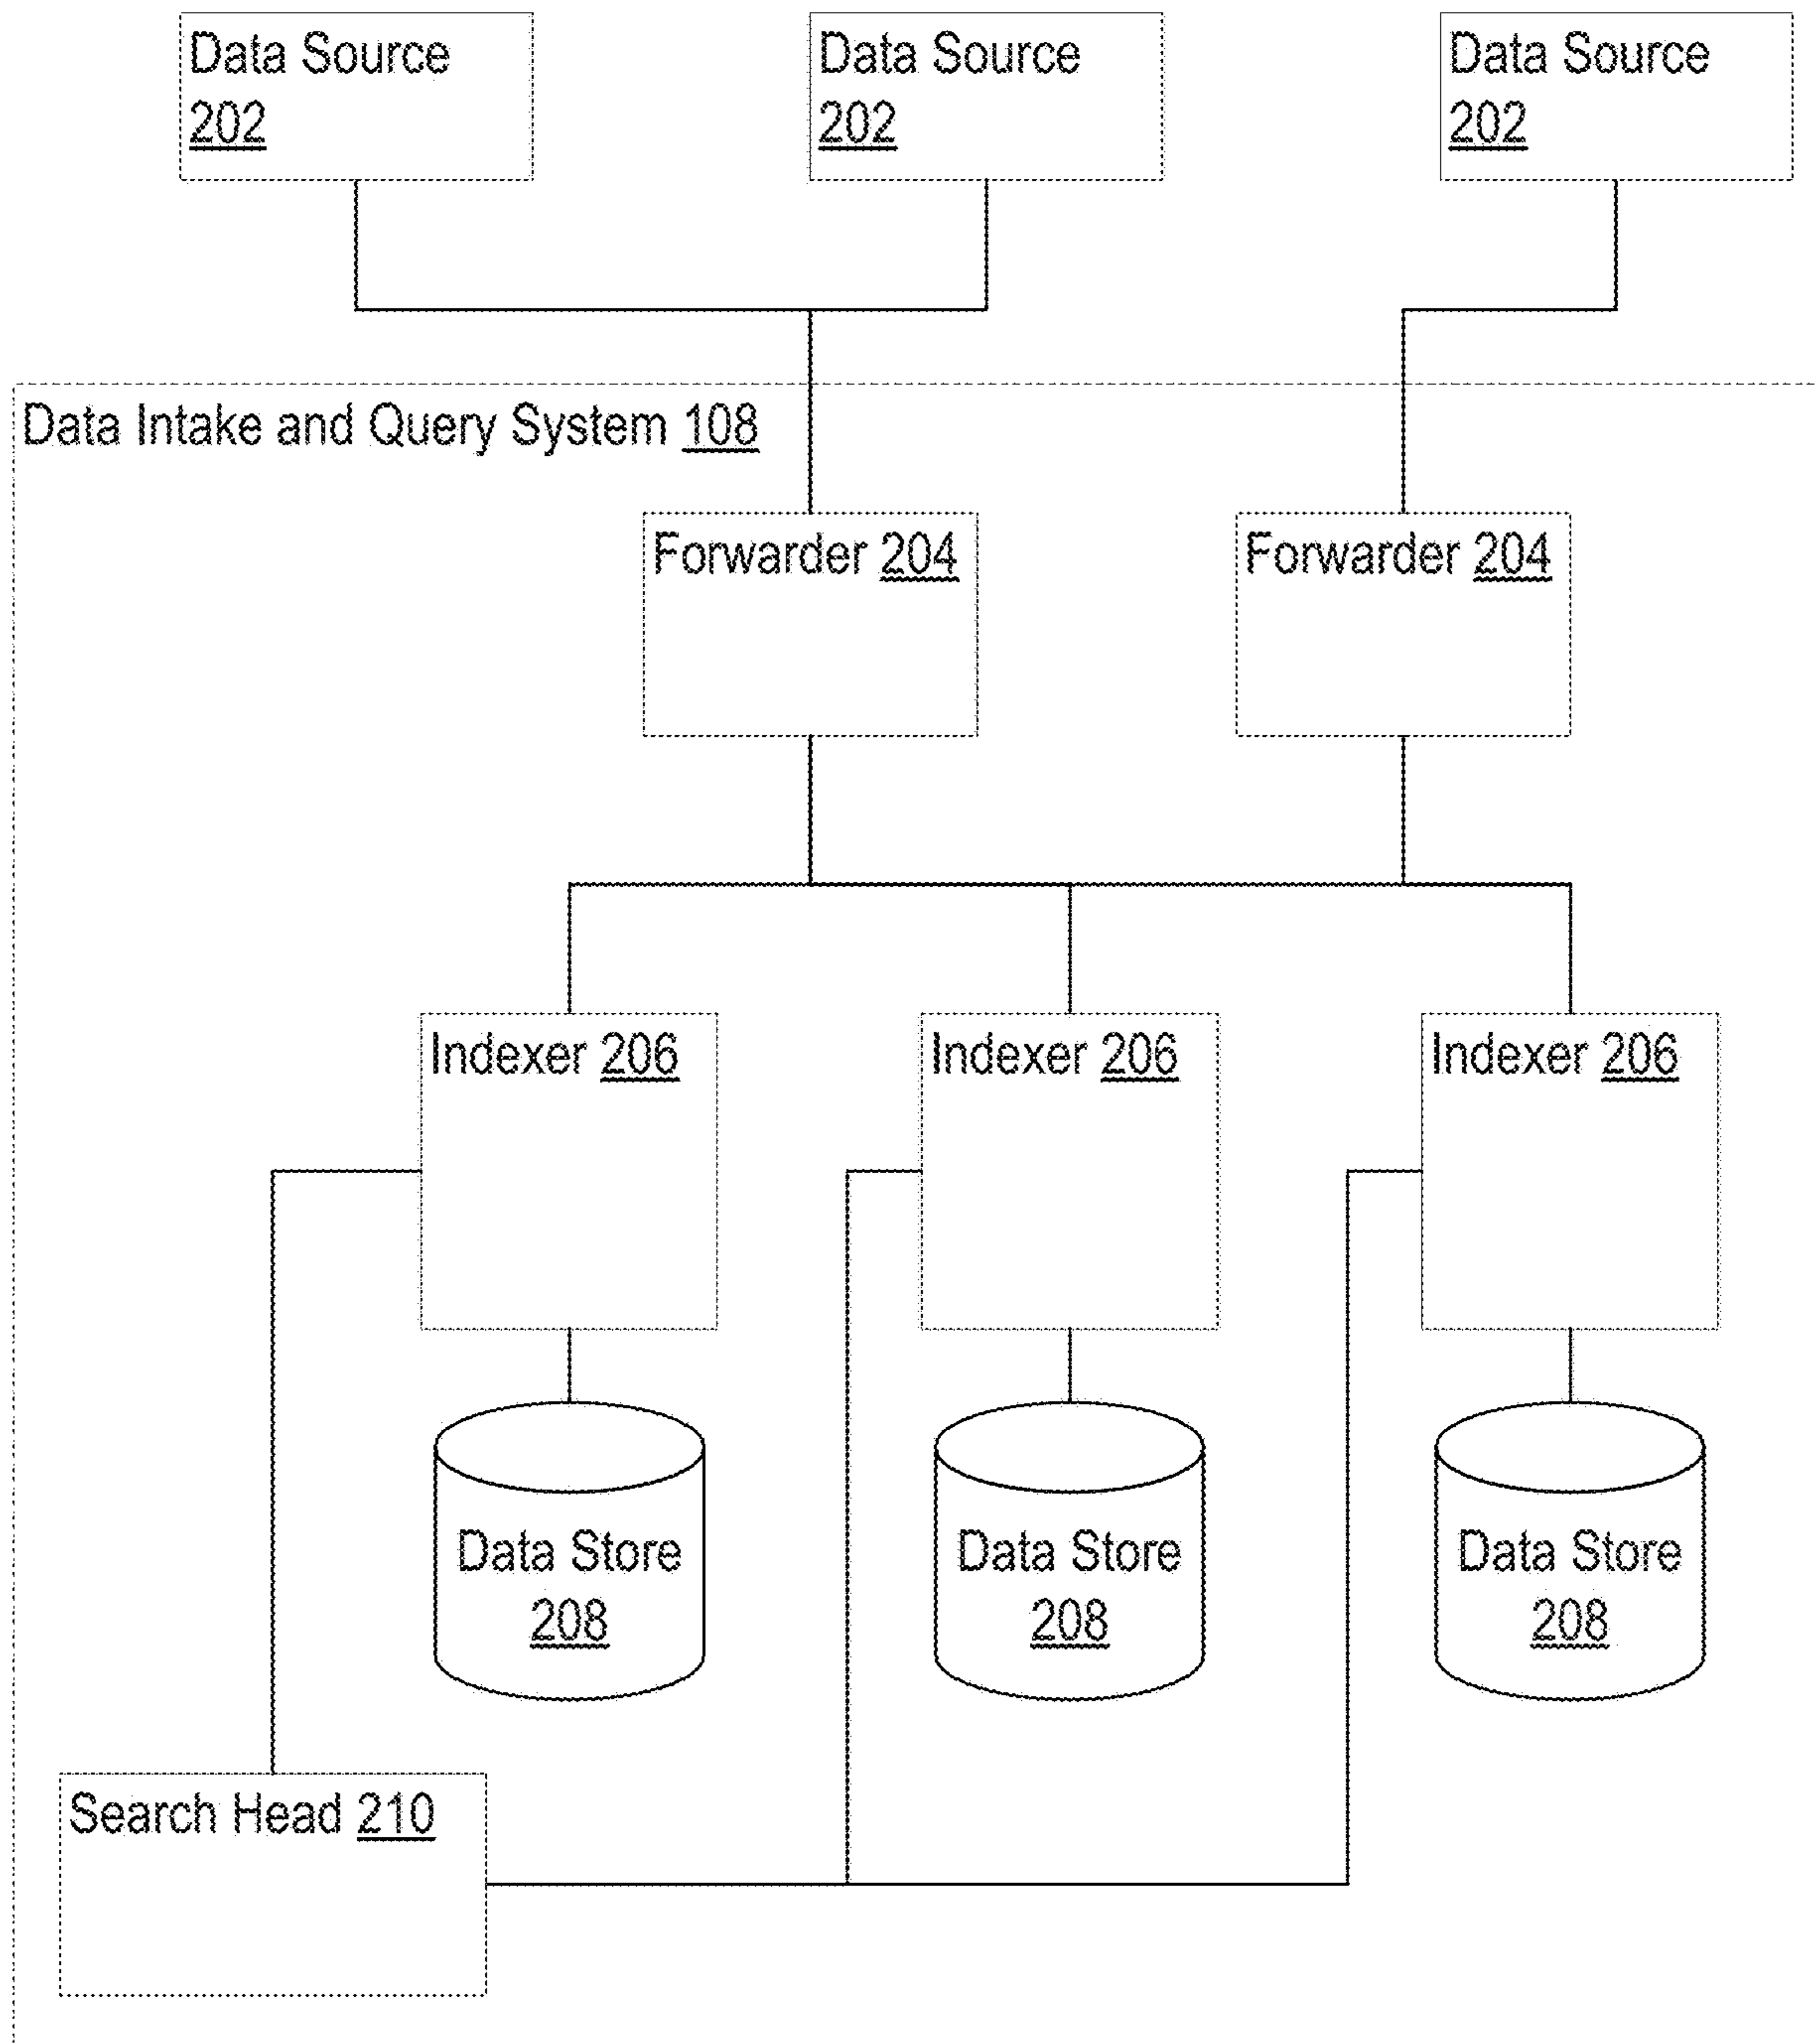 Data Source
202
Data Source
202
Data Source
202
Data Intake and Query System 108
Forwarder 204
Forwarder 204
Indexer 206
Indexer 206
Indexer 206
Data Store
208
Data Store
208
Data Store
208
Search Head 210